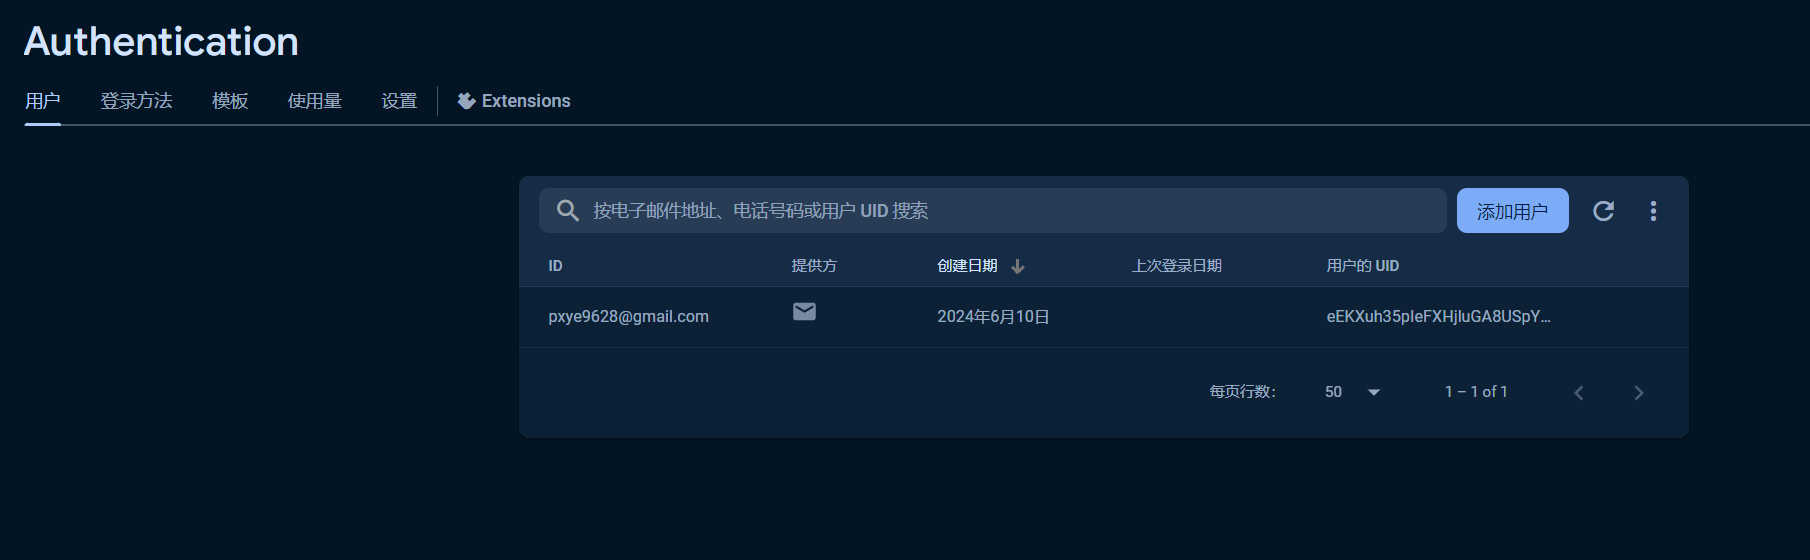 Authentication
用户 登录方法 模板 使用量 设置 Extensions
按电子邮件地址、电话号码或用户 UID 搜索 添加用户
ID 提供方 创建日期 上次登录日期 用户的 UID
pxye9628@gmail.com 2024年6月10日 eEKXuh35pleFXHjluGA8USpY...
每页行数: 50 1 – 1 of 1